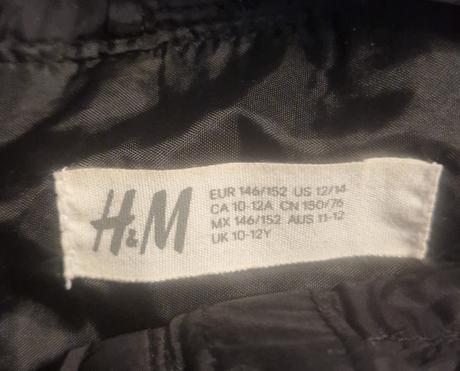 H&M
EUR 146/152 US 12/14
CA 10-12A CN 150/76
MX 146/152 AUS 11-12
UK 10-12Y